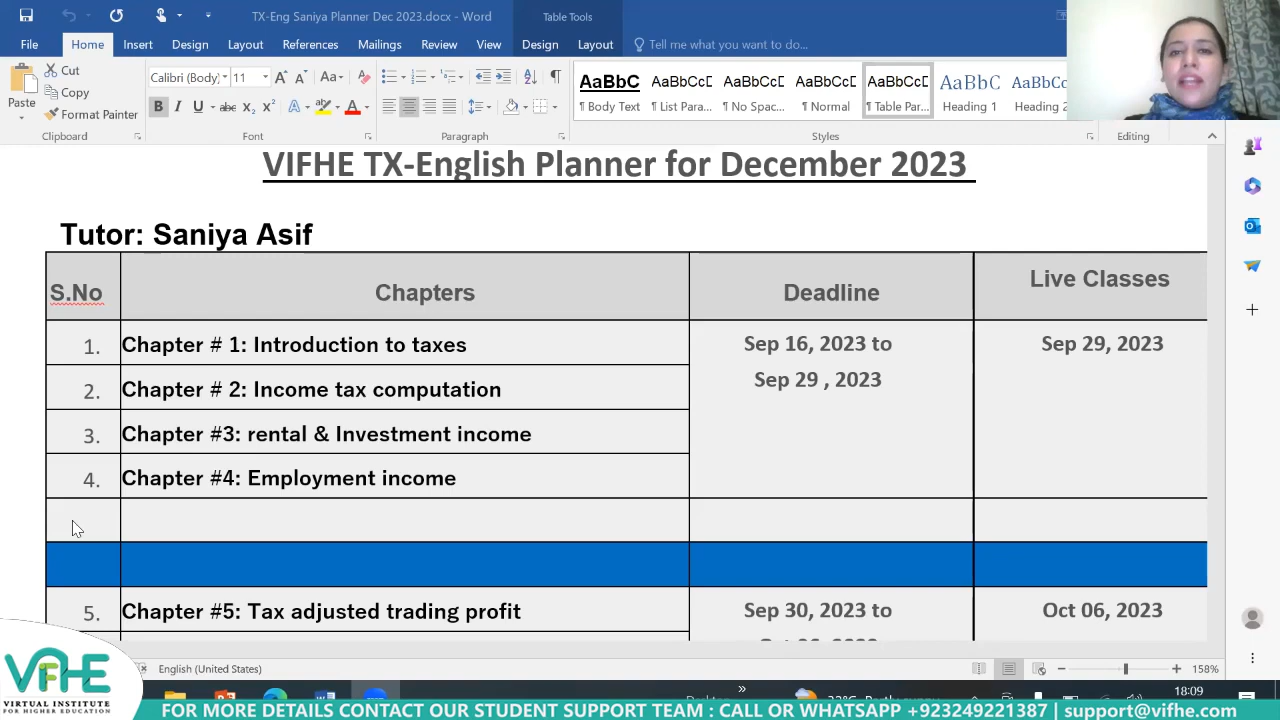 TX-Eng Saniya Planner Dec 2023.docx - Word
Table Tools
File Home Insert Design Layout References Mailings Review View Design Layout Tell me what you want to do...
Paste
Cut
Copy
Format Painter
Calibri (Body) 11
AaBbC AaBbCcD AaBbCcD AaBbCcD AaBbCcD AaBbC AaBbC
¶ Body Text ¶ List Para... ¶ No Spac... ¶ Normal ¶ Table Par... Heading 1 Heading 2
Clipboard Font Paragraph Styles Editing
VIFHE TX-English Planner for December 2023
Tutor: Saniya Asif
S.No Chapters Deadline Live Classes
1. Chapter # 1: Introduction to taxes Sep 16, 2023 to Sep 29, 2023
Sep 29 , 2023
2. Chapter # 2: Income tax computation
3. Chapter #3: rental & Investment income
4. Chapter #4: Employment income
5. Chapter #5: Tax adjusted trading profit Sep 30, 2023 to Oct 06, 2023
English (United States) 158%
18:09
VIFHE
VIRTUAL INSTITUTE
FOR HIGHER EDUCATION
FOR MORE DETAILS CONTACT OUR STUDENT SUPPORT TEAM : CALL OR WHATSAPP +923249221387 | support@vifhe.com